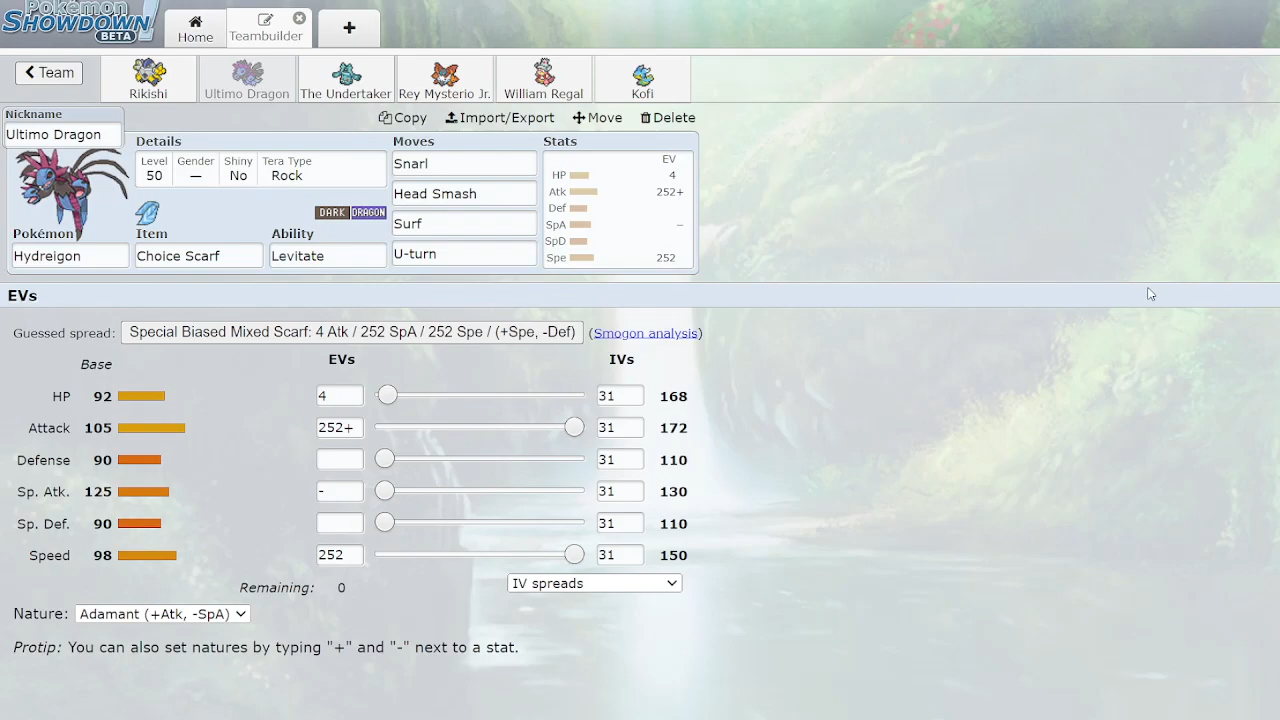 Pokémon
SHOWDOWN!
BETA
Home
Teambuilder
+
Team
Rikishi
Ultimo Dragon
The Undertaker
Rey Mysterio Jr.
William Regal
Kofi
Nickname
Ultimo Dragon
Copy
Import/Export
Move
Delete
Details
Level
50
Gender
—
Shiny
No
Tera Type
Rock
DARK
DRAGON
Pokémon
Hydreigon
Item
Choice Scarf
Ability
Levitate
Moves
Snarl
Head Smash
Surf
U-turn
Stats
EV
HP 4
Atk 252+
Def
SpA –
SpD
Spe 252
EVs
Guessed spread: Special Biased Mixed Scarf: 4 Atk / 252 SpA / 252 Spe / (+Spe, -Def) (Smogon analysis)
Base EVs IVs
HP 92 4 31 168
Attack 105 252+ 31 172
Defense 90 31 110
Sp. Atk. 125 - 31 130
Sp. Def. 90 31 110
Speed 98 252 31 150
Remaining: 0
IV spreads
Nature: Adamant (+Atk, -SpA)
Protip: You can also set natures by typing "+" and "-" next to a stat.